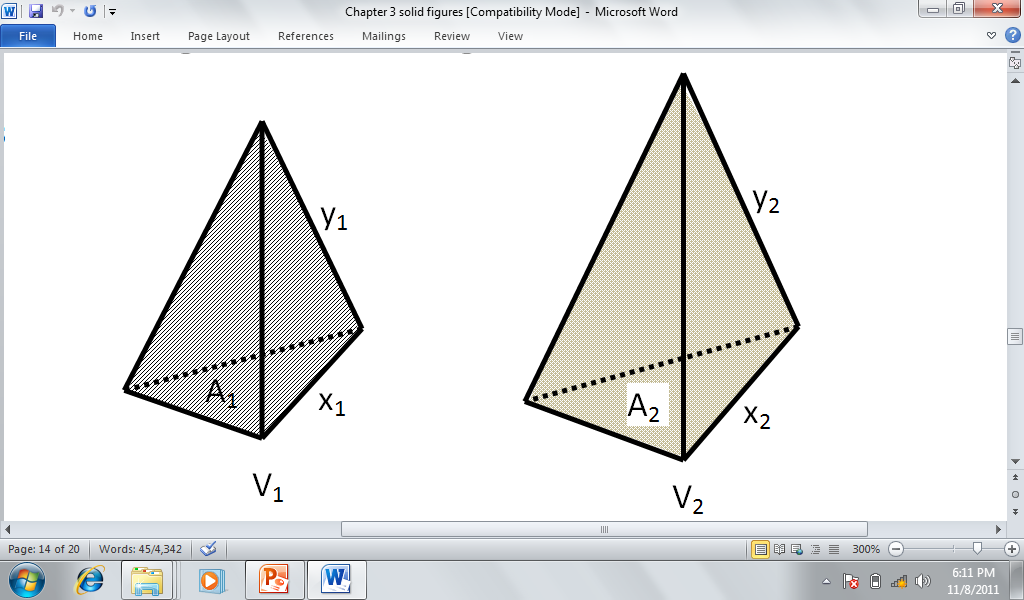 Chapter 3 solid figures [Compatibility Mode] - Microsoft Word
File Home Insert Page Layout References Mailings Review View
y2
y1
A1 x1 A2 x2
V1 V2
Page: 14 of 20 Words: 45/4,342 300%
6:11 PM
11/8/2011